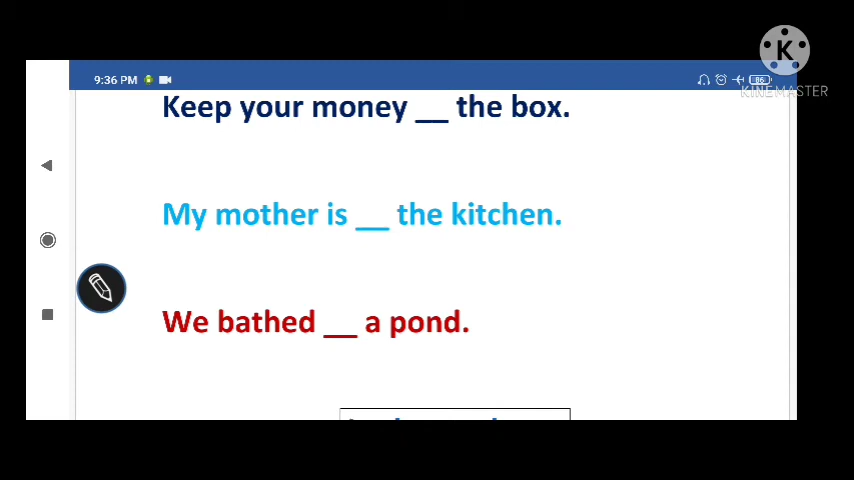 9:36 PM
86
K
KINEMASTER
Keep your money __ the box.
My mother is __ the kitchen.
We bathed __ a pond.